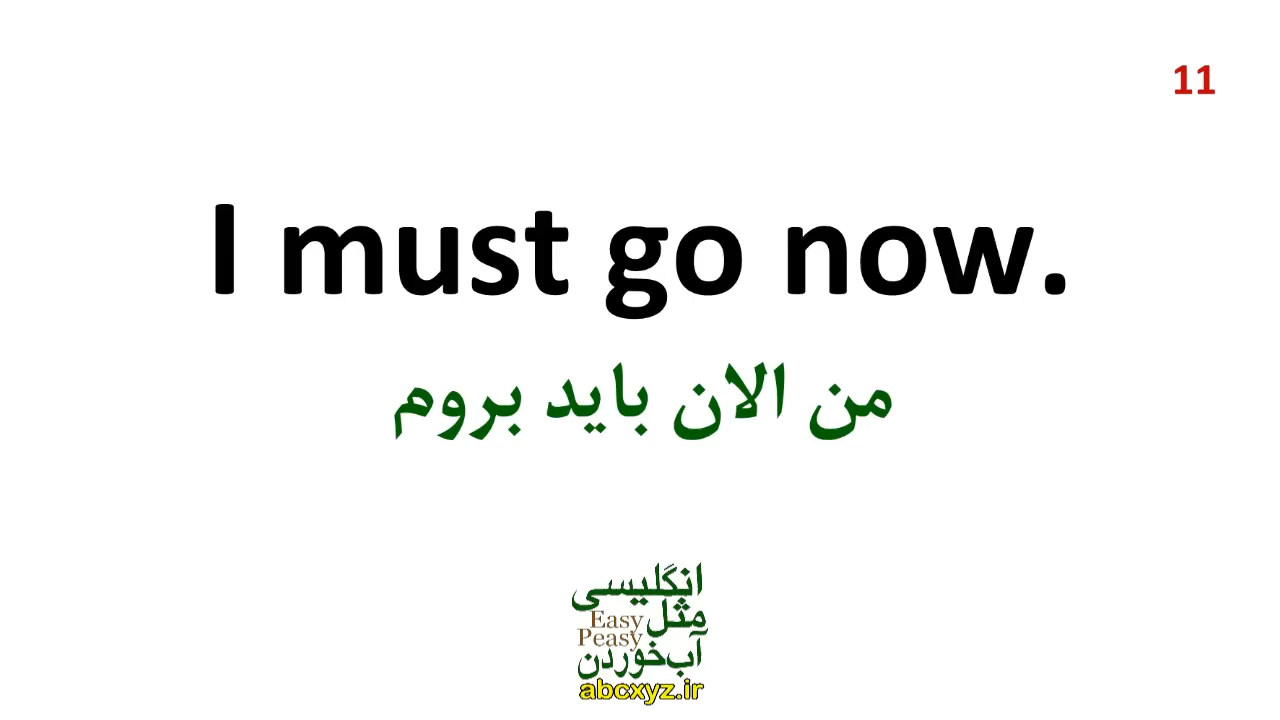 11
I must go now.
من الان باید بروم
انگلیسی
مثل
Easy
Peasy
آب‌خوردن
abcxyz.ir